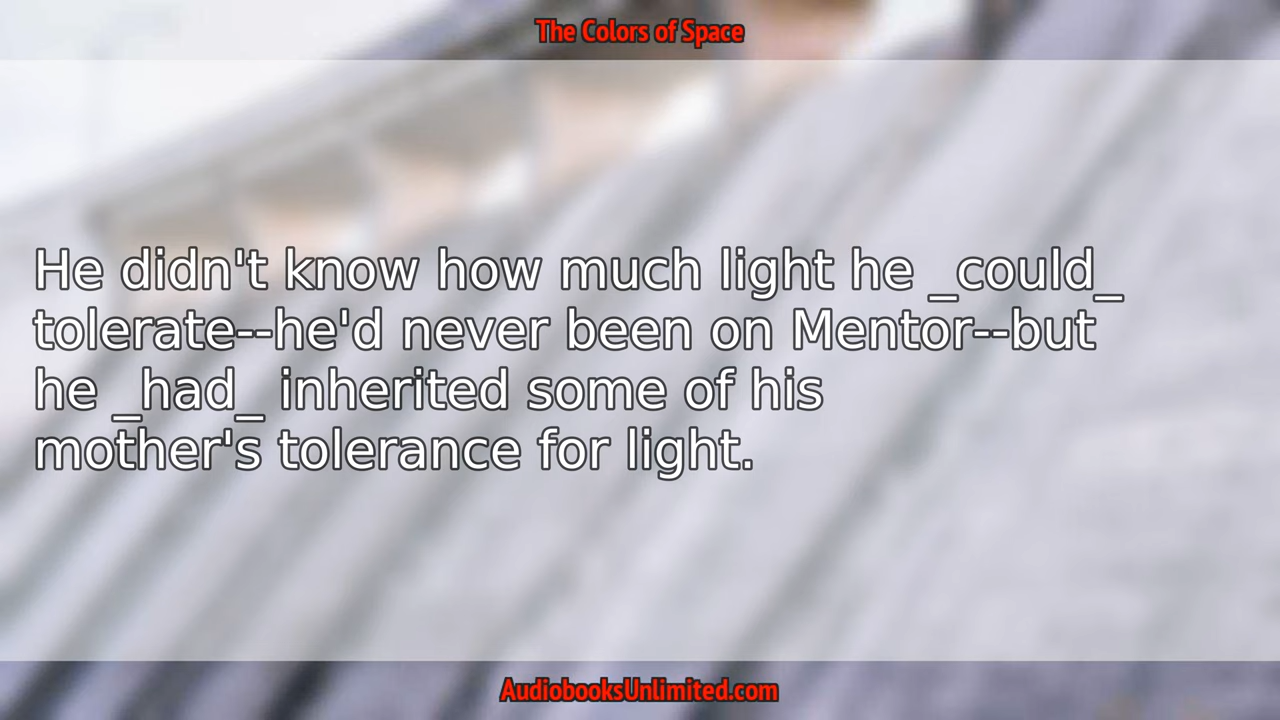 The Colors of Space
He didn't know how much light he _could_
tolerate--he'd never been on Mentor--but
he _had_ inherited some of his
mother's tolerance for light.
AudiobooksUnlimited.com